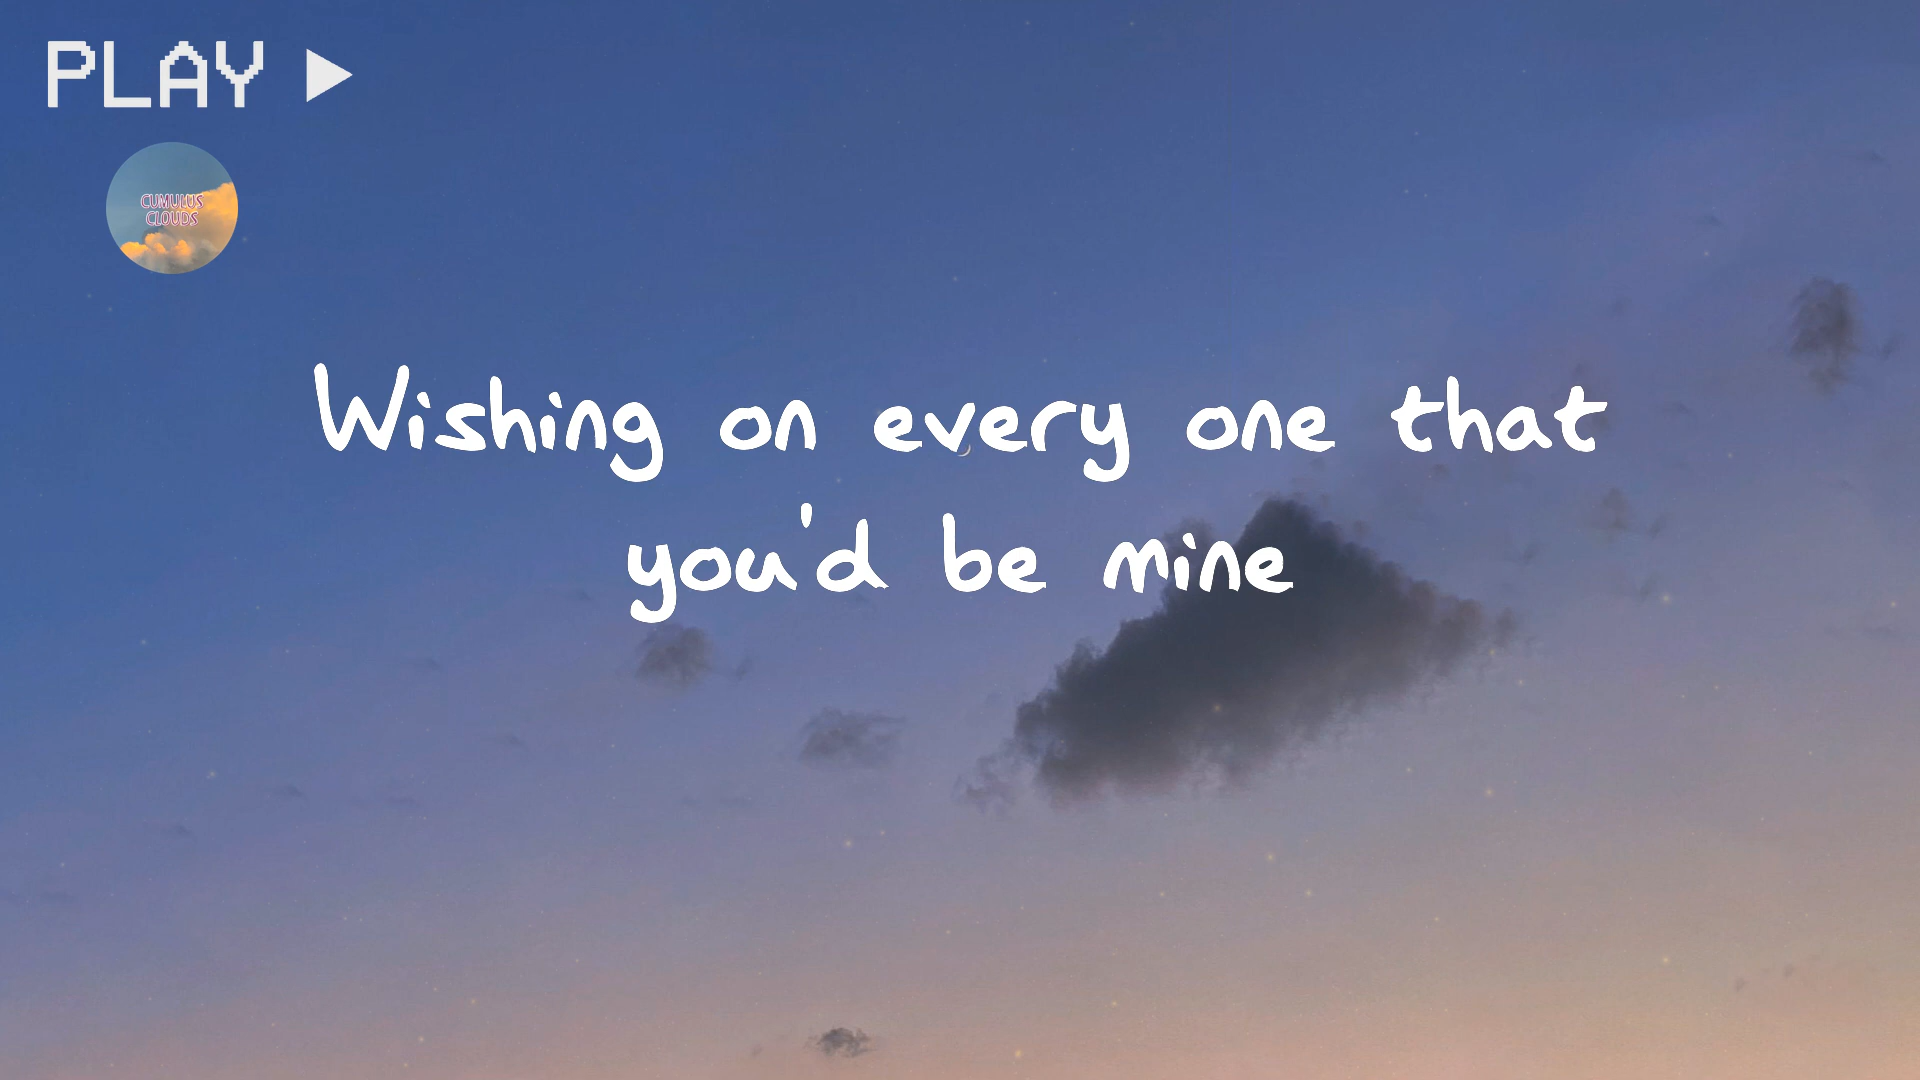 PLAY
CUMULUS
CLOUDS
Wishing on every one that
you'd be mine